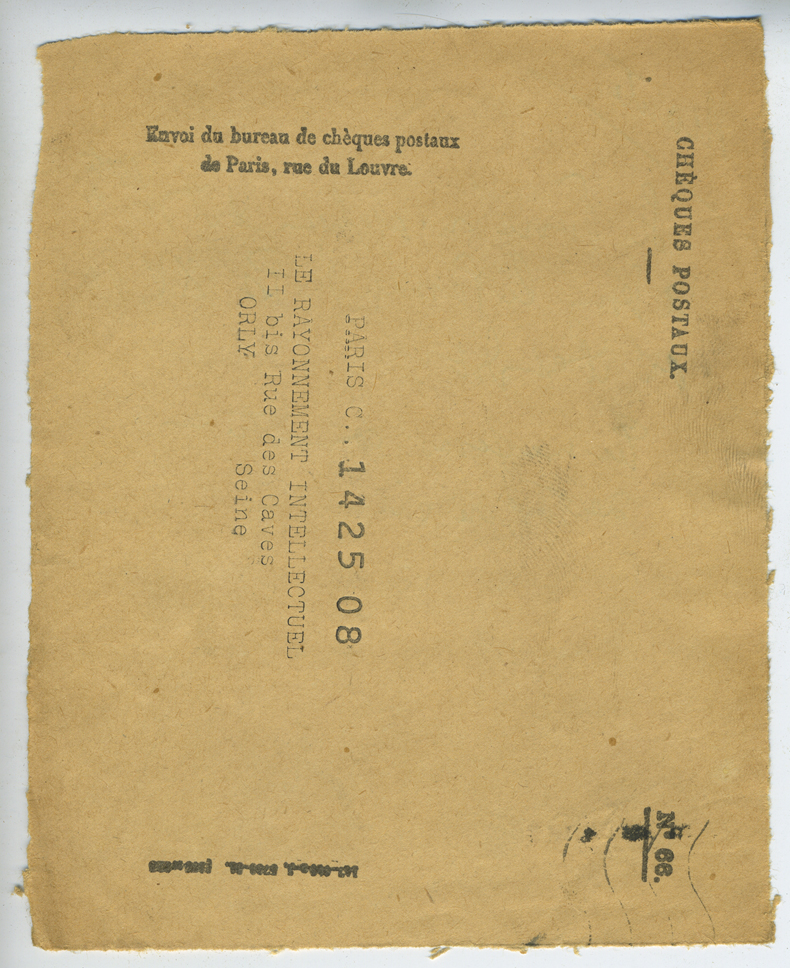 Envoi du bureau de chèques postaux
de Paris, rue du Louvre.
CHÈQUES POSTAUX.
N° 66.
PARIS C.. 1425 08
LE RAYONNEMENT INTELLECTUEL
II bis Rue des Caves
ORLY Seine